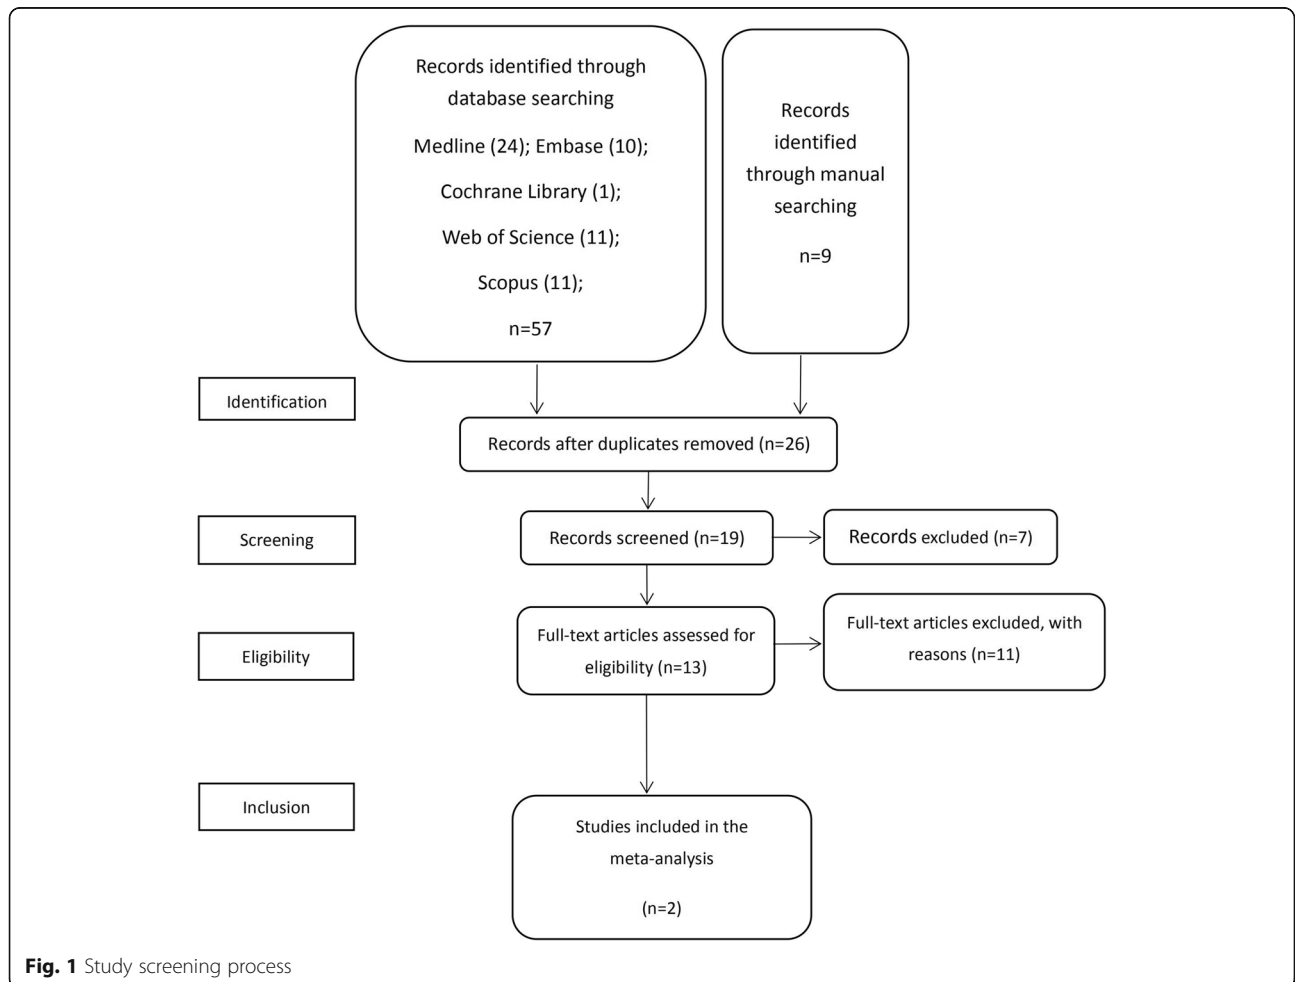 Records identified through
database searching
Medline (24); Embase (10);
Cochrane Library (1);
Web of Science (11);
Scopus (11);
n=57
Records
identified
through manual
searching
n=9
Identification
Records after duplicates removed (n=26)
Screening
Records screened (n=19)
Records excluded (n=7)
Eligibility
Full-text articles assessed for
eligibility (n=13)
Full-text articles excluded, with
reasons (n=11)
Inclusion
Studies included in the
meta-analysis
(n=2)
Fig. 1 Study screening process